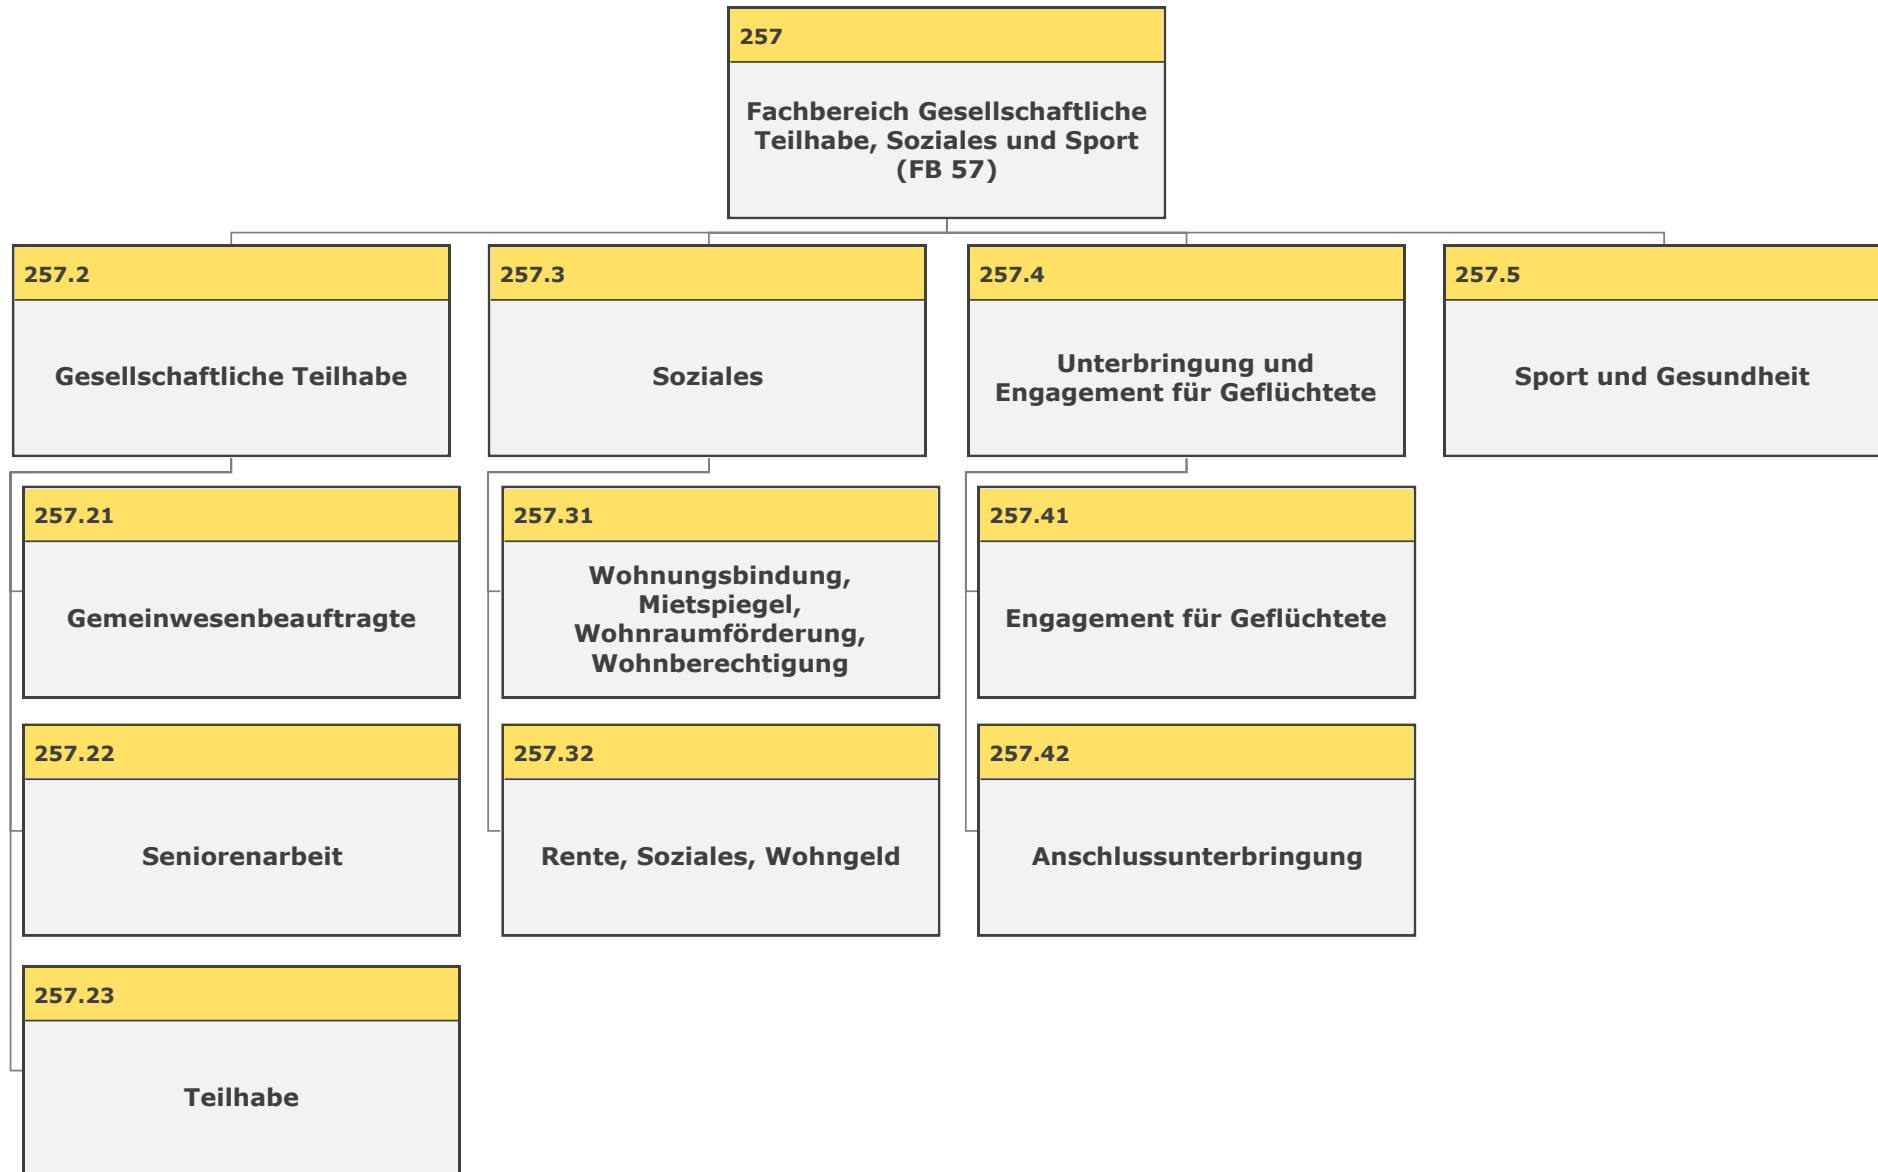 257
Fachbereich Gesellschaftliche
Teilhabe, Soziales und Sport
(FB 57)
257.2
Gesellschaftliche Teilhabe
257.3
Soziales
257.4
Unterbringung und
Engagement für Geflüchtete
257.5
Sport und Gesundheit
257.21
Gemeinwesenbeauftragte
257.31
Wohnungsbindung,
Mietspiegel,
Wohnraumförderung,
Wohnberechtigung
257.41
Engagement für Geflüchtete
257.22
Seniorenarbeit
257.32
Rente, Soziales, Wohngeld
257.42
Anschlussunterbringung
257.23
Teilhabe